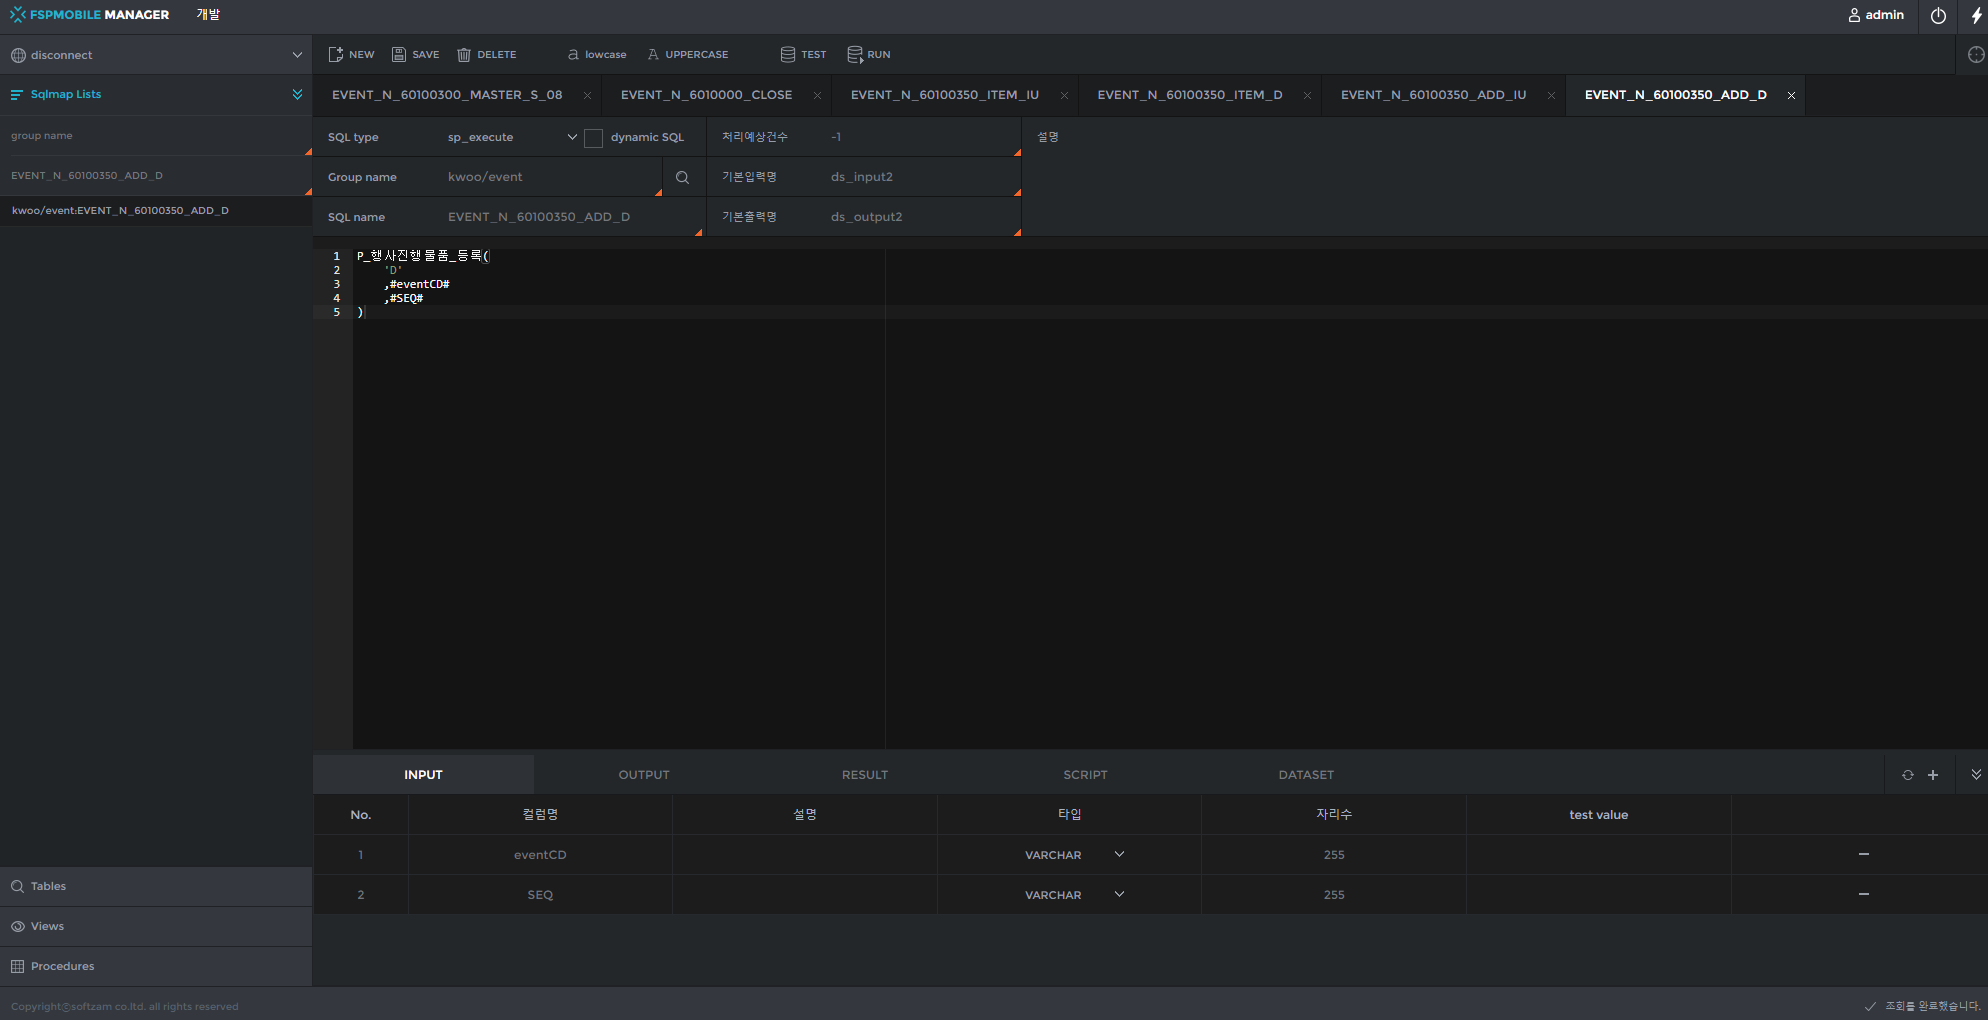 FSPMOBILE MANAGER 개발 admin
disconnect
NEW SAVE DELETE a lowcase A UPPERCASE TEST RUN
Sqlmap Lists
EVENT_N_60100300_MASTER_S_08 EVENT_N_6010000_CLOSE EVENT_N_60100350_ITEM_IU EVENT_N_60100350_ITEM_D EVENT_N_60100350_ADD_IU EVENT_N_60100350_ADD_D
group name
EVENT_N_60100350_ADD_D
kwoo/event:EVENT_N_60100350_ADD_D
SQL type sp_execute dynamic SQL 처리예상건수 -1 설명
Group name kwoo/event 기본입력명 ds_input2
SQL name EVENT_N_60100350_ADD_D 기본출력명 ds_output2
1 P_행사진행물품_등록(
2 'D'
3 ,#eventCD#
4 ,#SEQ#
5 )
INPUT OUTPUT RESULT SCRIPT DATASET
No. 컬럼명 설명 타입 자리수 test value
1 eventCD VARCHAR 255
2 SEQ VARCHAR 255
Tables
Views
Procedures
Copyrightⓒsoftzam co.ltd. all rights reserved 조회를 완료했습니다.